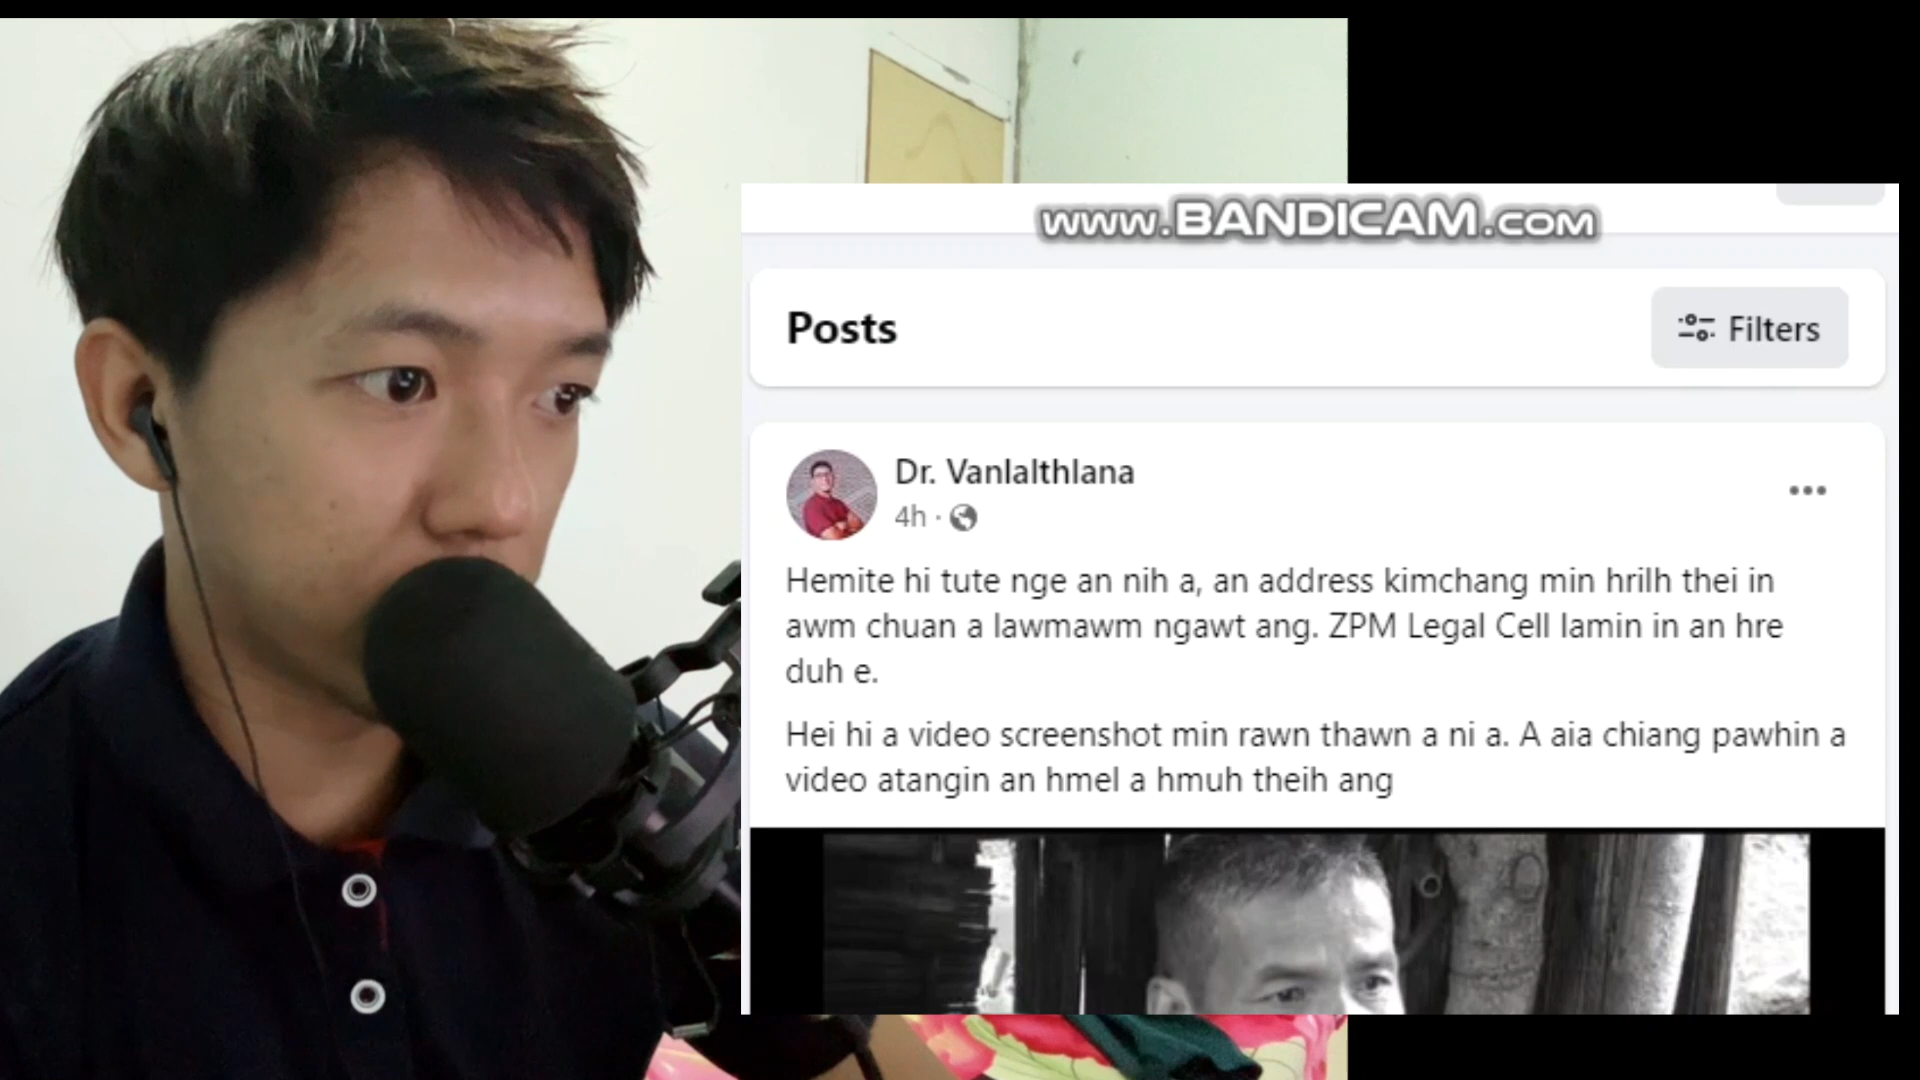 www.BANDICAM.com
Posts
Filters
Dr. Vanlalthlana
4h ·
Hemite hi tute nge an nih a, an address kimchang min hrilh thei in
awm chuan a lawmawm ngawt ang. ZPM Legal Cell lamin in an hre
duh e.
Hei hi a video screenshot min rawn thawn a ni a. A aia chiang pawhin a
video atangin an hmel a hmuh theih ang